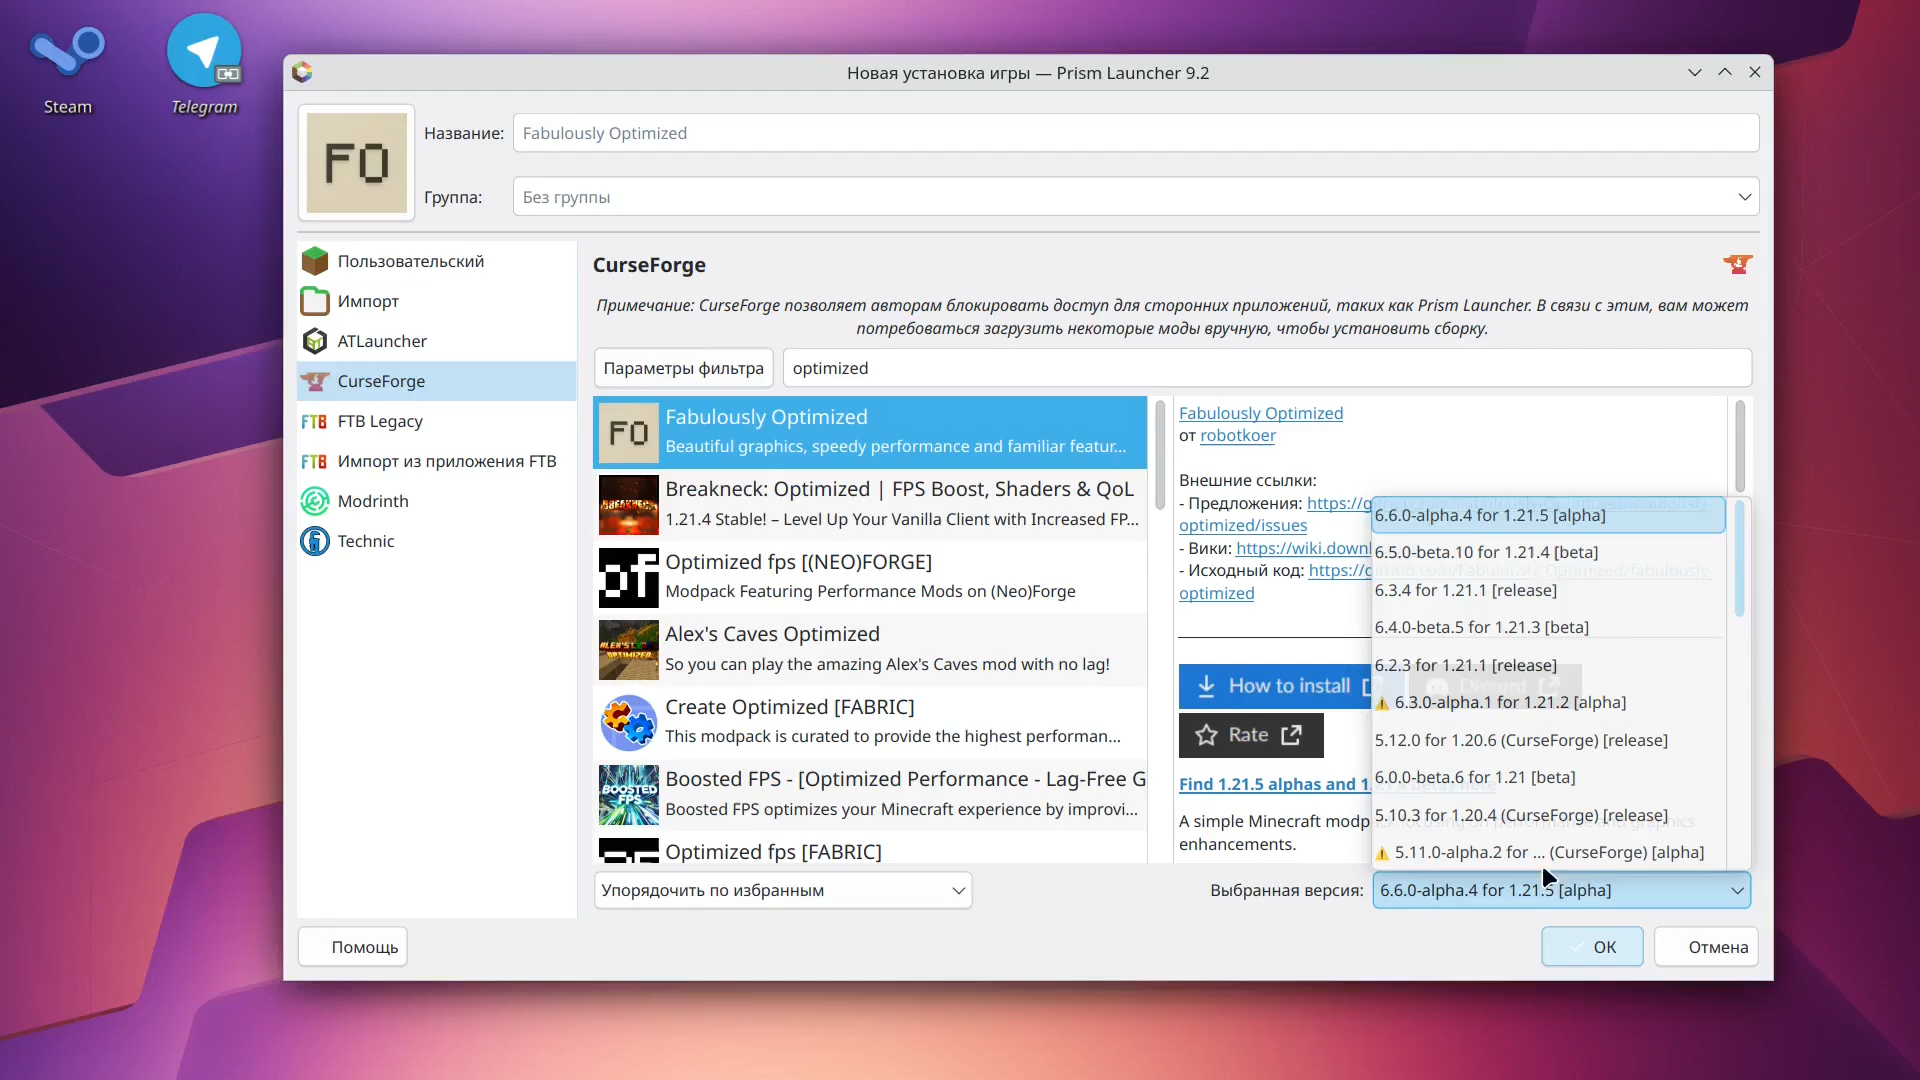 Steam
Telegram
Новая установка игры — Prism Launcher 9.2
FO
Название:
Fabulously Optimized
Группа:
Без группы
Пользовательский
Импорт
ATLauncher
CurseForge
FTB
FTB Legacy
FTB
Импорт из приложения FTB
Modrinth
Technic
CurseForge
Примечание: CurseForge позволяет авторам блокировать доступ для сторонних приложений, таких как Prism Launcher. В связи с этим, вам может
потребоваться загрузить некоторые моды вручную, чтобы установить сборку.
Параметры фильтра
optimized
FO
Fabulously Optimized
Beautiful graphics, speedy performance and familiar featur...
BREAKNECK
Breakneck: Optimized | FPS Boost, Shaders & QoL
1.21.4 Stable! – Level Up Your Vanilla Client with Increased FP...
of
Optimized fps [(NEO)FORGE]
Modpack Featuring Performance Mods on (Neo)Forge
Alex's Caves Optimized
So you can play the amazing Alex's Caves mod with no lag!
Create Optimized [FABRIC]
This modpack is curated to provide the highest performan...
BOOSTED
FPS
Boosted FPS - [Optimized Performance - Lag-Free G
Boosted FPS optimizes your Minecraft experience by improvi...
Optimized fps [FABRIC]
Fabulously Optimized
от robotkoer
Внешние ссылки:
- Предложения: https://g
optimized/issues
- Вики: https://wiki.downl
- Исходный код: https://g
optimized
How to install
Discord
Rate
Find 1.21.5 alphas and 1
A simple Minecraft modp
enhancements.
6.6.0-alpha.4 for 1.21.5 [alpha]
6.5.0-beta.10 for 1.21.4 [beta]
6.3.4 for 1.21.1 [release]
6.4.0-beta.5 for 1.21.3 [beta]
6.2.3 for 1.21.1 [release]
6.3.0-alpha.1 for 1.21.2 [alpha]
5.12.0 for 1.20.6 (CurseForge) [release]
6.0.0-beta.6 for 1.21 [beta]
5.10.3 for 1.20.4 (CurseForge) [release]
5.11.0-alpha.2 for ... (CurseForge) [alpha]
Упорядочить по избранным
Выбранная версия:
6.6.0-alpha.4 for 1.21.5 [alpha]
Помощь
OK
Отмена